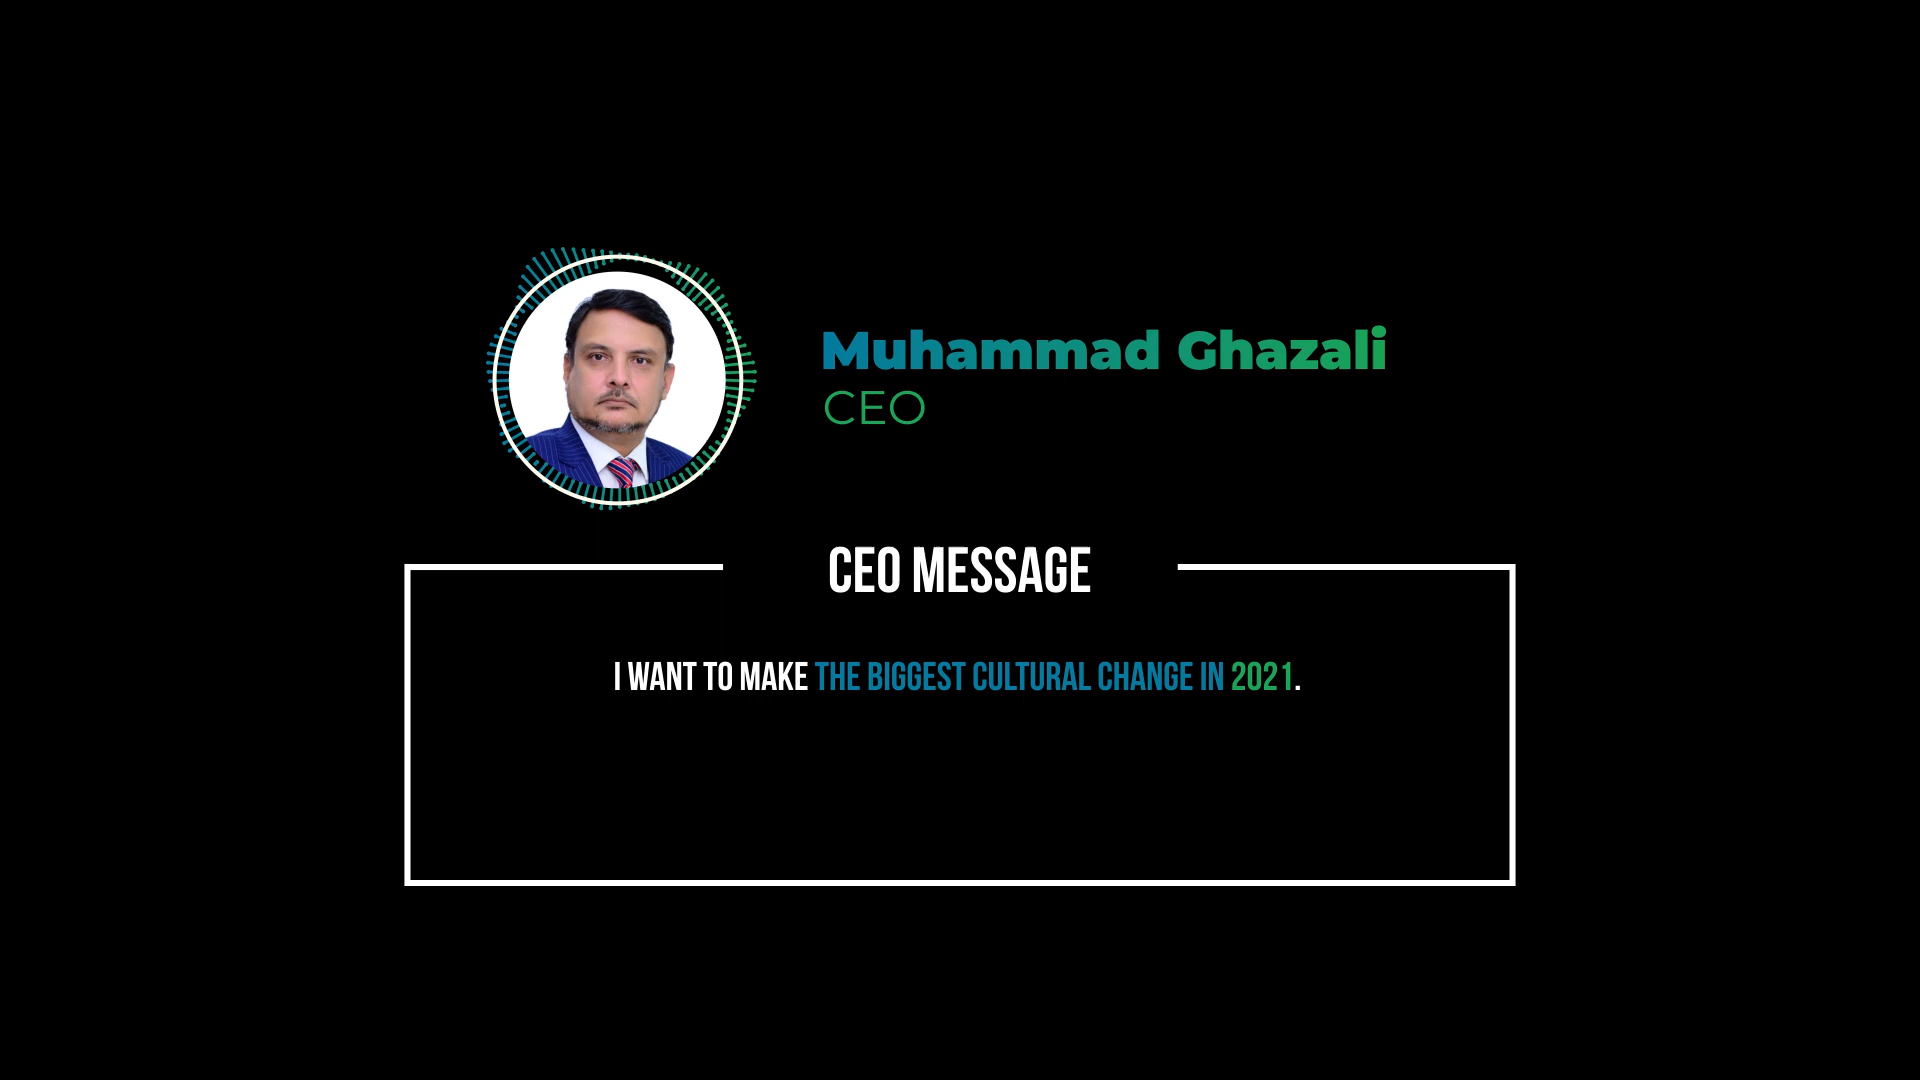 Muhammad Ghazali
CEO
CEO MESSAGE
I WANT TO MAKE THE BIGGEST CULTURAL CHANGE IN 2021.